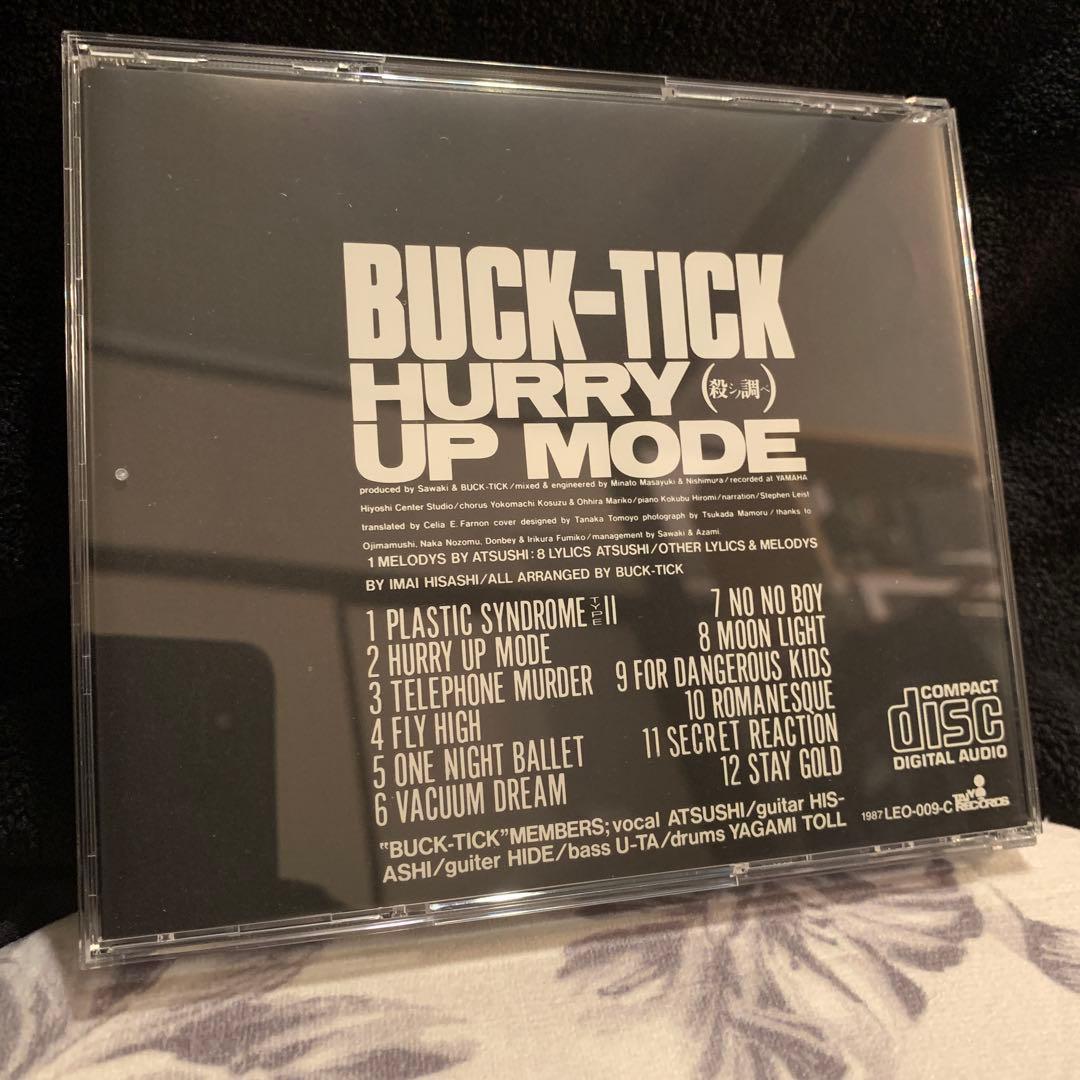 BUCK-TICK
HURRY (殺シノ調ベ)
UP MODE
produced by Sawaki & BUCK-TICK/mixed & engineered by Minato Masayuki & Nishimura/recorded at YAMAHA
Hiyoshi Center Studio/chorus Yokomachi Kosuzu & Ohhira Mariko/piano Kokubu Hiromi/narration/Stephen Leist
translated by Celia E. Farnon cover designed by Tanaka Tomoyo photograph by Tsukada Mamoru/thanks to
Ojimamushi, Naka Nozomu, Donbey & Irikura Fumiko/management by Sawaki & Azami.
1 MELODYS BY ATSUSHI: 8 LYLICS ATSUSHI/OTHER LYLICS & MELODYS
BY IMAI HISASHI/ALL ARRANGED BY BUCK-TICK
1 PLASTIC SYNDROME TYPE II
2 HURRY UP MODE
3 TELEPHONE MURDER
4 FLY HIGH
5 ONE NIGHT BALLET
6 VACUUM DREAM
7 NO NO BOY
8 MOON LIGHT
9 FOR DANGEROUS KIDS
10 ROMANESQUE
11 SECRET REACTION
12 STAY GOLD
"BUCK-TICK"MEMBERS;vocal ATSUSHI/guitar HIS-
ASHI/guiter HIDE/bass U-TA/drums YAGAMI TOLL
COMPACT
disc
DIGITAL AUDIO
1987 LEO-009-C
TAIYO
RECORDS